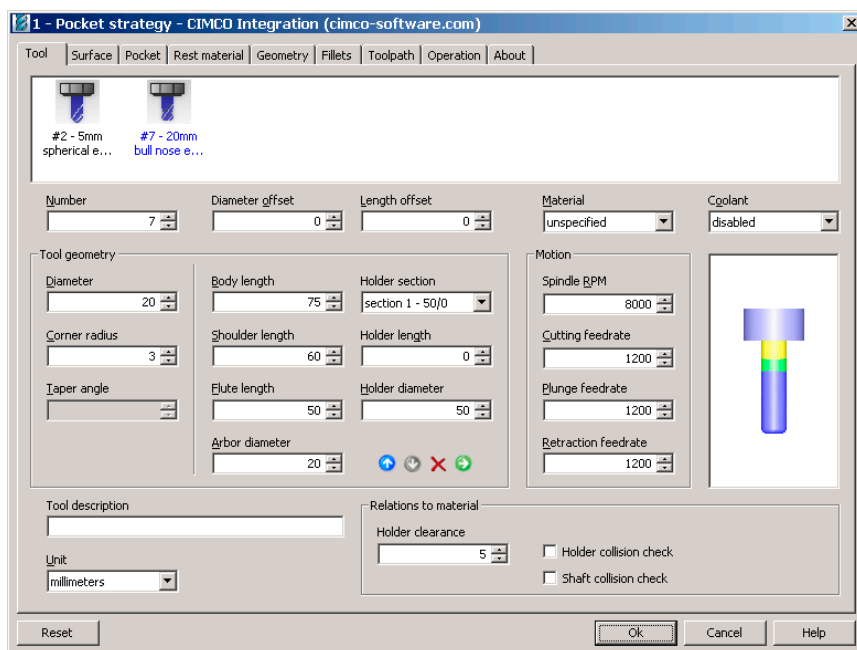 1 - Pocket strategy - CIMCO Integration (cimco-software.com)
Tool Surface Pocket Rest material Geometry Fillets Toolpath Operation About
#2 - 5mm
spherical e...
#7 - 20mm
bull nose e...
Number Diameter offset Length offset Material Coolant
7 0 0 unspecified disabled
Tool geometry
Diameter Body length Holder section
20 75 section 1 - 50/0
Corner radius Shoulder length Holder length
3 60 0
Taper angle Flute length Holder diameter
50 50
Arbor diameter
20
Motion
Spindle RPM
8000
Cutting feedrate
1200
Plunge feedrate
1200
Retraction feedrate
1200
Tool description
Unit
millimeters
Relations to material
Holder clearance
5
Holder collision check
Shaft collision check
Reset Ok Cancel Help